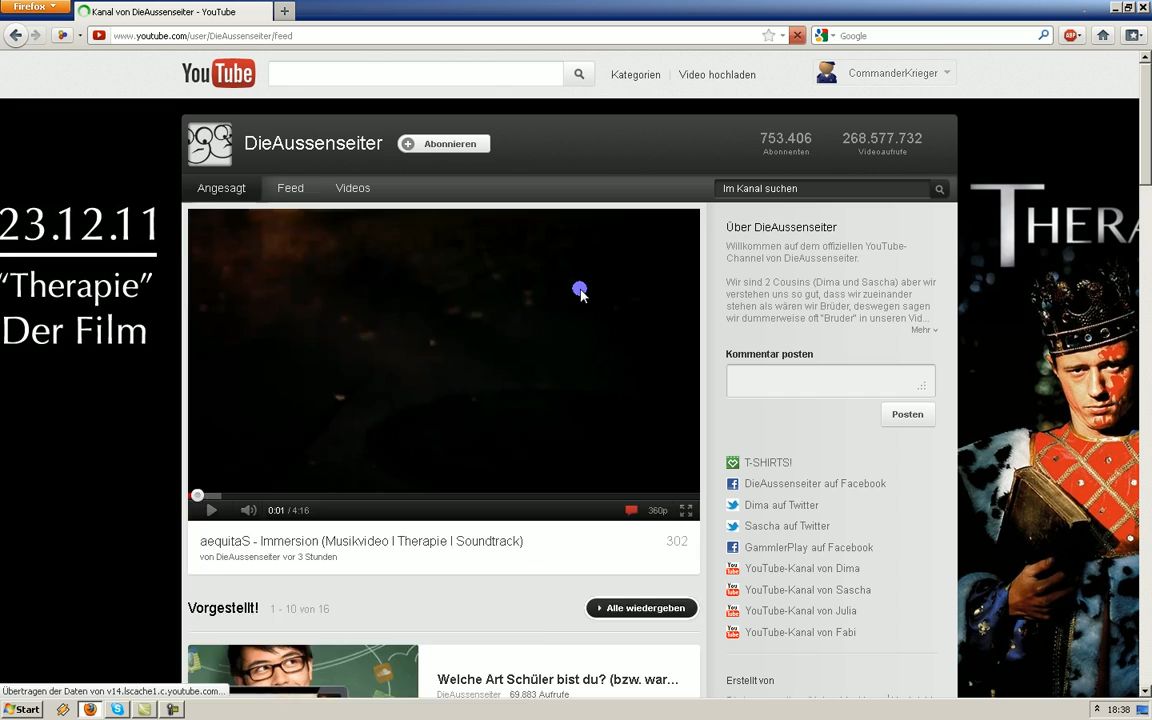 Firefox
Kanal von DieAussenseiter - YouTube
www.youtube.com/user/DieAussenseiter/feed
Google
ABP
YouTube
Kategorien
Video hochladen
CommanderKrieger
DieAussenseiter
Abonnieren
753.406
Abonnenten
268.577.732
Videoaufrufe
Angesagt
Feed
Videos
Im Kanal suchen
23.12.11
“Therapie”
Der Film
THERA
Über DieAussenseiter
Willkommen auf dem offiziellen YouTube-
Channel von DieAussenseiter.
Wir sind 2 Cousins (Dima und Sascha) aber wir
verstehen uns so gut, dass wir zueinander
stehen als wären wir Brüder, deswegen sagen
wir dummerweise oft "Bruder" in unseren Vid...
Mehr
Kommentar posten
Posten
T-SHIRTS!
DieAussenseiter auf Facebook
Dima auf Twitter
Sascha auf Twitter
GammlerPlay auf Facebook
YouTube-Kanal von Dima
YouTube-Kanal von Sascha
YouTube-Kanal von Julia
YouTube-Kanal von Fabi
Erstellt von
0:01 / 4:16
360p
aequitaS - Immersion (Musikvideo I Therapie I Soundtrack)
302
von DieAussenseiter vor 3 Stunden
Vorgestellt!
1 - 10 von 16
Alle wiedergeben
Welche Art Schüler bist du? (bzw. war...
DieAussenseiter 69.883 Aufrufe
Übertragen der Daten von v14.lscache1.c.youtube.com...
Start
18:38